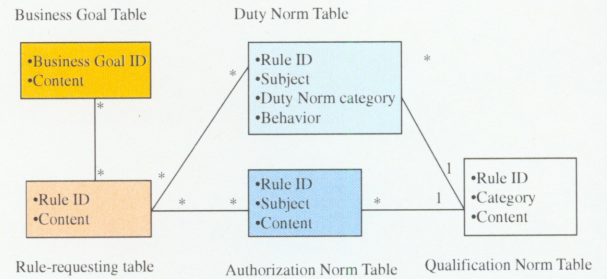 Business Goal Table
Duty Norm Table
•Business Goal ID
•Content
•Rule ID
•Subject
•Duty Norm category
•Behavior
*
*
*
*
*
•Rule ID
•Content
*
*
•Rule ID
•Subject
•Content
*
1
1
•Rule ID
•Category
•Content
Rule-requesting table
Authorization Norm Table
Qualification Norm Table